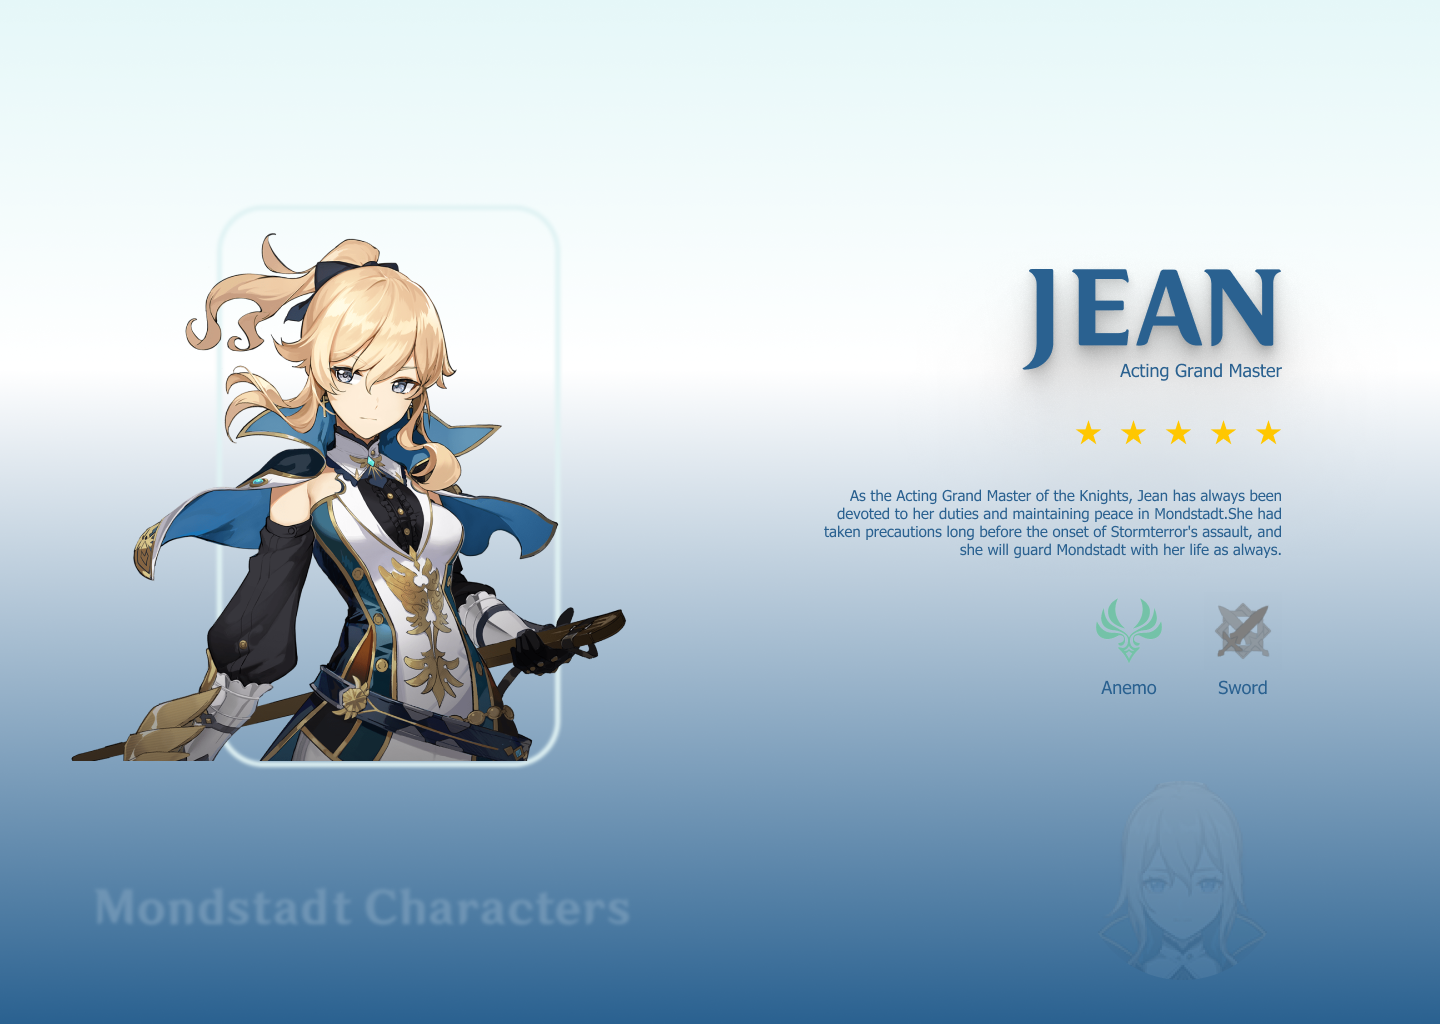 JEAN
Acting Grand Master
As the Acting Grand Master of the Knights, Jean has always been
devoted to her duties and maintaining peace in Mondstadt.She had
taken precautions long before the onset of Stormterror's assault, and
she will guard Mondstadt with her life as always.
Anemo
Sword
Mondstadt Characters